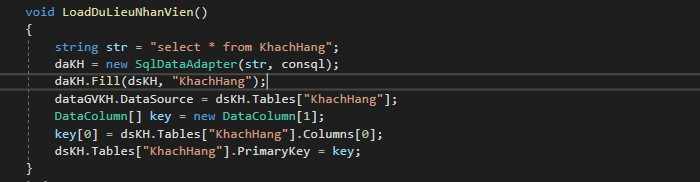 void LoadDuLieuNhanVien()
{
string str = "select * from KhachHang";
daKH = new SqlDataAdapter(str, consql);
daKH.Fill(dsKH, "KhachHang");
dataGVKH.DataSource = dsKH.Tables["KhachHang"];
DataColumn[] key = new DataColumn[1];
key[0] = dsKH.Tables["KhachHang"].Columns[0];
dsKH.Tables["KhachHang"].PrimaryKey = key;
}